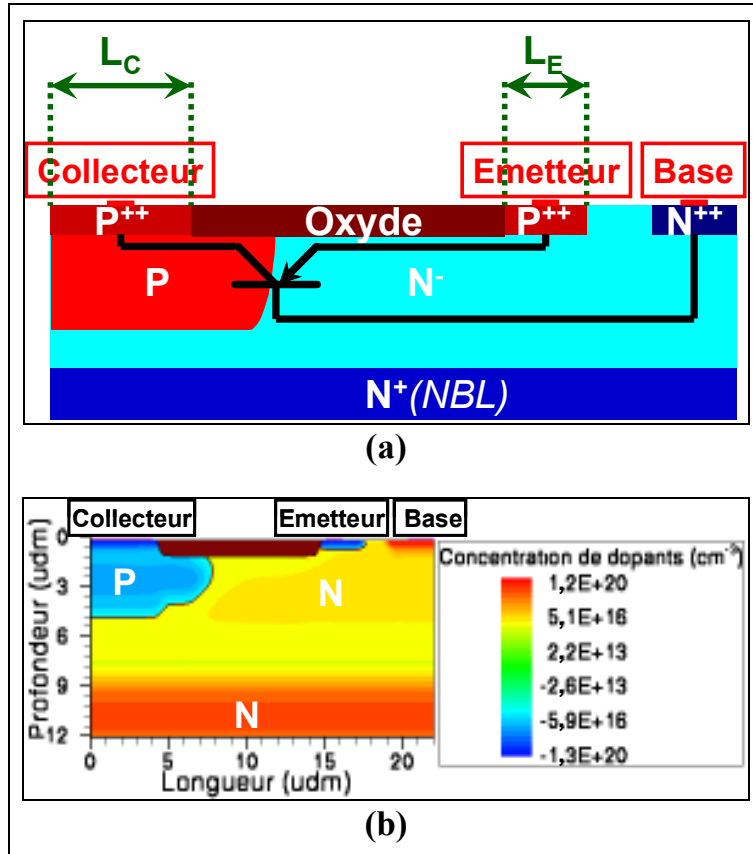 L_C L_E
Collecteur Emetteur Base
P⁺⁺ Oxyde P⁺⁺ N⁺⁺
P N⁻
N⁺(NBL)
(a)
Collecteur Emetteur Base
Profondeur (udm)
0
3
6
9
12
P N
N
0 5 10 15 20
Longueur (udm)
Concentration de dopants (cm⁻³)
1,2E+20
5,1E+16
2,2E+13
-2,6E+13
-5,9E+16
-1,3E+20
(b)